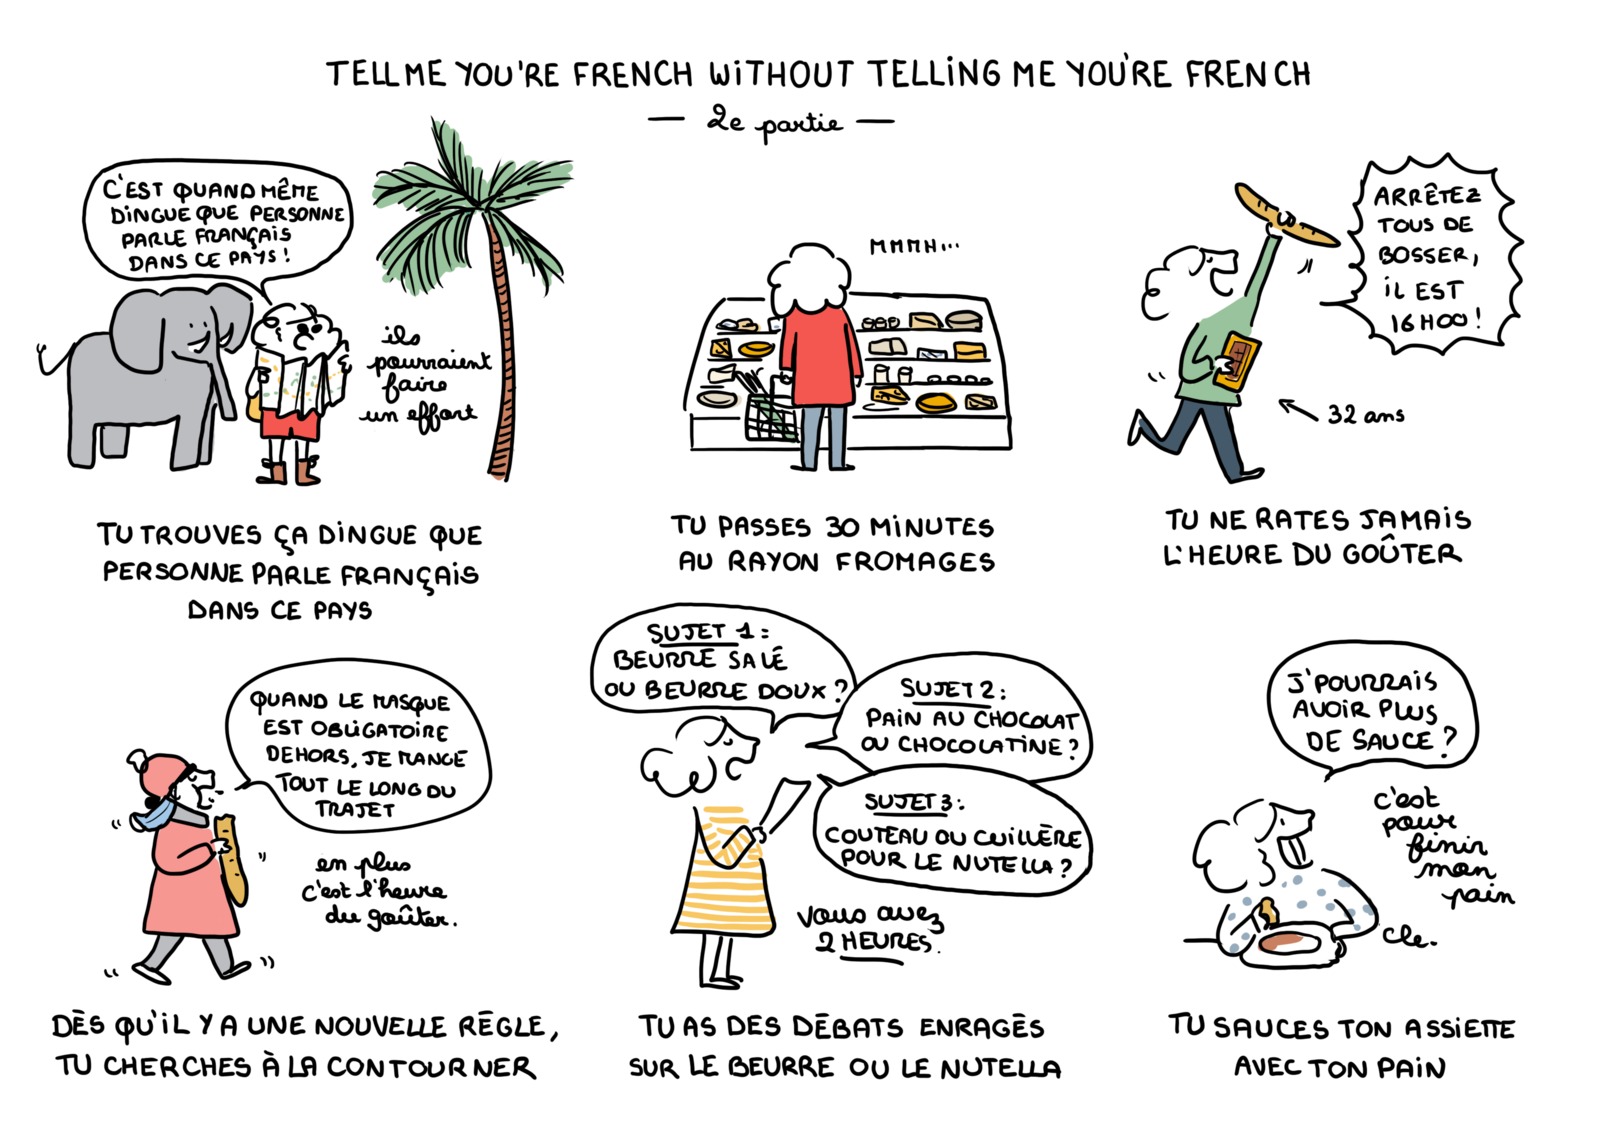 TELL ME YOU'RE FRENCH WITHOUT TELLING ME YOU'RE FRENCH
— 2e partie —
C'EST QUAND MÊME
DINGUE QUE PERSONNE
PARLE FRANÇAIS
DANS CE PAYS !
ils
pourraient
faire
un effort
TU TROUVES ÇA DINGUE QUE
PERSONNE PARLE FRANÇAIS
DANS CE PAYS
MMMH...
TU PASSES 30 MINUTES
AU RAYON FROMAGES
ARRÊTEZ
TOUS DE
BOSSER,
IL EST
16H00 !
32 ans
TU NE RATES JAMAIS
L'HEURE DU GOÛTER
QUAND LE MASQUE
EST OBLIGATOIRE
DEHORS, JE MANGE
TOUT LE LONG DU
TRAJET
en plus
c'est l'heure
du goûter.
DÈS QU'IL Y A UNE NOUVELLE RÈGLE,
TU CHERCHES À LA CONTOURNER
SUJET 1 :
BEURRE SALÉ
OU BEURRE DOUX ?
SUJET 2 :
PAIN AU CHOCOLAT
OU CHOCOLATINE ?
SUJET 3 :
COUTEAU OU CUILLÈRE
POUR LE NUTELLA ?
vous avez
2 HEURES.
TU AS DES DÉBATS ENRAGÉS
SUR LE BEURRE OU LE NUTELLA
J'POURRAIS
AVOIR PLUS
DE SAUCE ?
c'est
pour
finir
mon
pain
Cle.
TU SAUCES TON ASSIETTE
AVEC TON PAIN